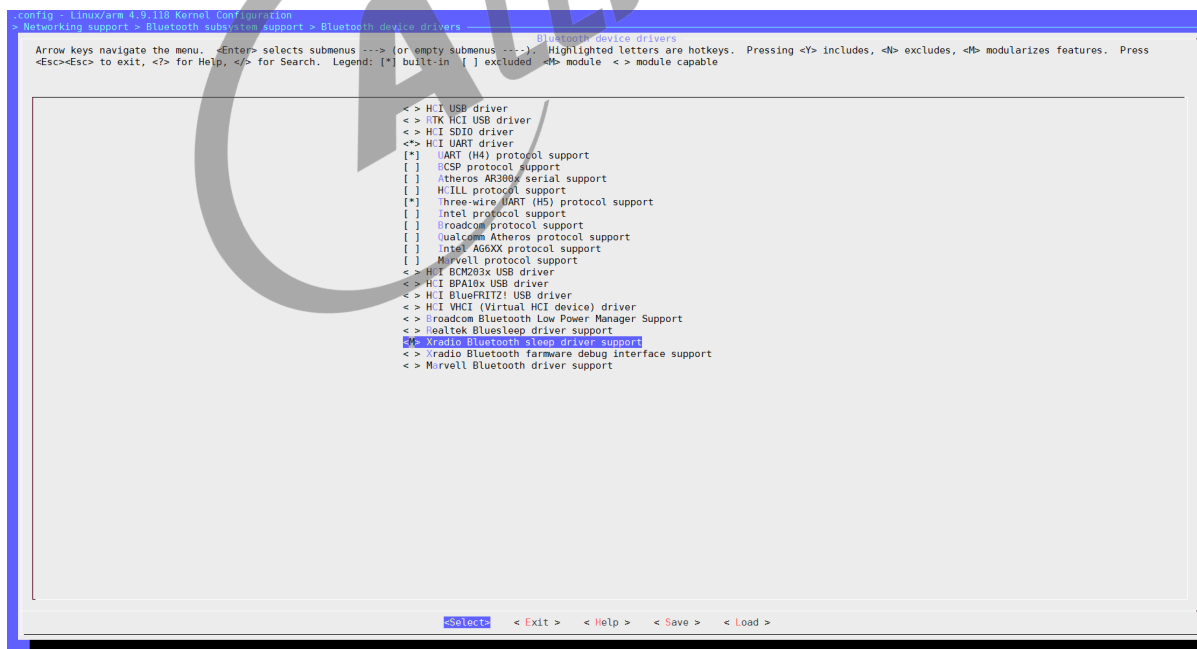 .config - Linux/arm 4.9.118 Kernel Configuration
> Networking support > Bluetooth subsystem support > Bluetooth device drivers
Bluetooth device drivers
Arrow keys navigate the menu.  <Enter> selects submenus ---> (or empty submenus ----).  Highlighted letters are hotkeys.  Pressing <Y> includes, <N> excludes, <M> modularizes features.  Press
<Esc><Esc> to exit, <?> for Help, </> for Search.  Legend: [*] built-in  [ ] excluded  <M> module  < > module capable
< > HCI USB driver
< > RTK HCI USB driver
< > HCI SDIO driver
<*> HCI UART driver
[*]   UART (H4) protocol support
[ ]   BCSP protocol support
[ ]   Atheros AR300x serial support
[ ]   HCILL protocol support
[*]   Three-wire UART (H5) protocol support
[ ]   Intel protocol support
[ ]   Broadcom protocol support
[ ]   Qualcomm Atheros protocol support
[ ]   Intel AG6XX protocol support
[ ]   Marvell protocol support
< > HCI BCM203x USB driver
< > HCI BPA10x USB driver
< > HCI BlueFRITZ! USB driver
< > HCI VHCI (Virtual HCI device) driver
< > Broadcom Bluetooth Low Power Manager Support
< > Realtek Bluesleep driver support
<M> Xradio Bluetooth sleep driver support
< > Xradio Bluetooth farmware debug interface support
< > Marvell Bluetooth driver support
<Select>    < Exit >    < Help >    < Save >    < Load >